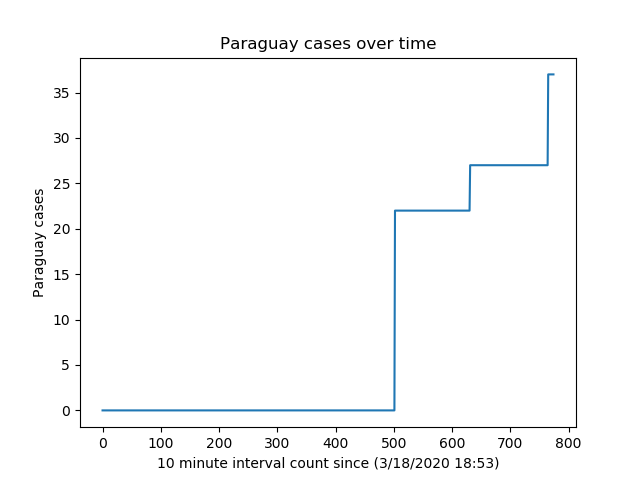 Paraguay cases over time
35
30
25
20
15
10
5
0
Paraguay cases
0 100 200 300 400 500 600 700 800
10 minute interval count since (3/18/2020 18:53)